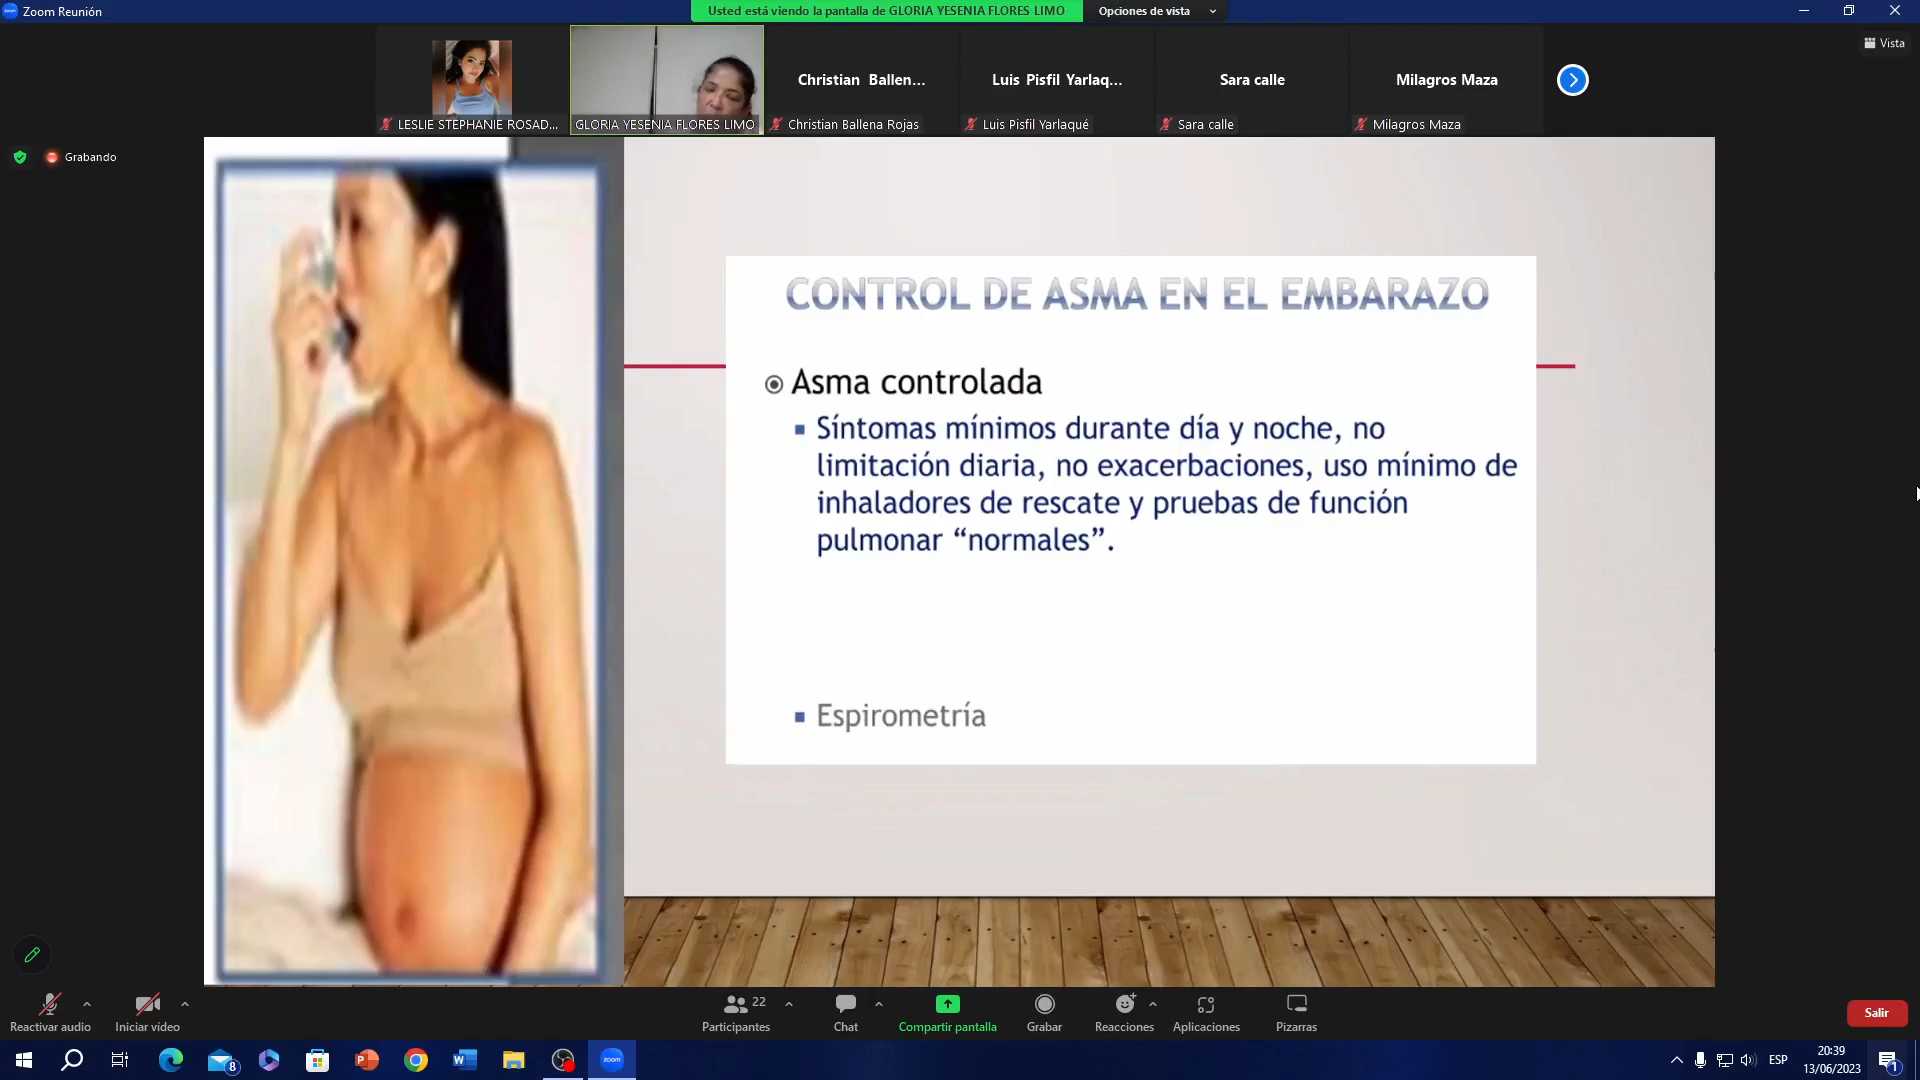 Zoom Reunión
Usted está viendo la pantalla de GLORIA YESENIA FLORES LIMO
Opciones de vista
Vista
Christian Ballen...
Luis Pisfil Yarlaq...
Sara calle
Milagros Maza
LESLIE STEPHANIE ROSAD...
GLORIA YESENIA FLORES LIMO
Christian Ballena Rojas
Luis Pisfil Yarlaqué
Sara calle
Milagros Maza
Grabando
CONTROL DE ASMA EN EL EMBARAZO
Asma controlada
Síntomas mínimos durante día y noche, no
limitación diaria, no exacerbaciones, uso mínimo de
inhaladores de rescate y pruebas de función
pulmonar “normales”.
Espirometría
Reactivar audio
Iniciar vídeo
22
Participantes
Chat
Compartir pantalla
Grabar
Reacciones
Aplicaciones
Pizarras
Salir
8
zoom
ESP
20:39
13/06/2023
1